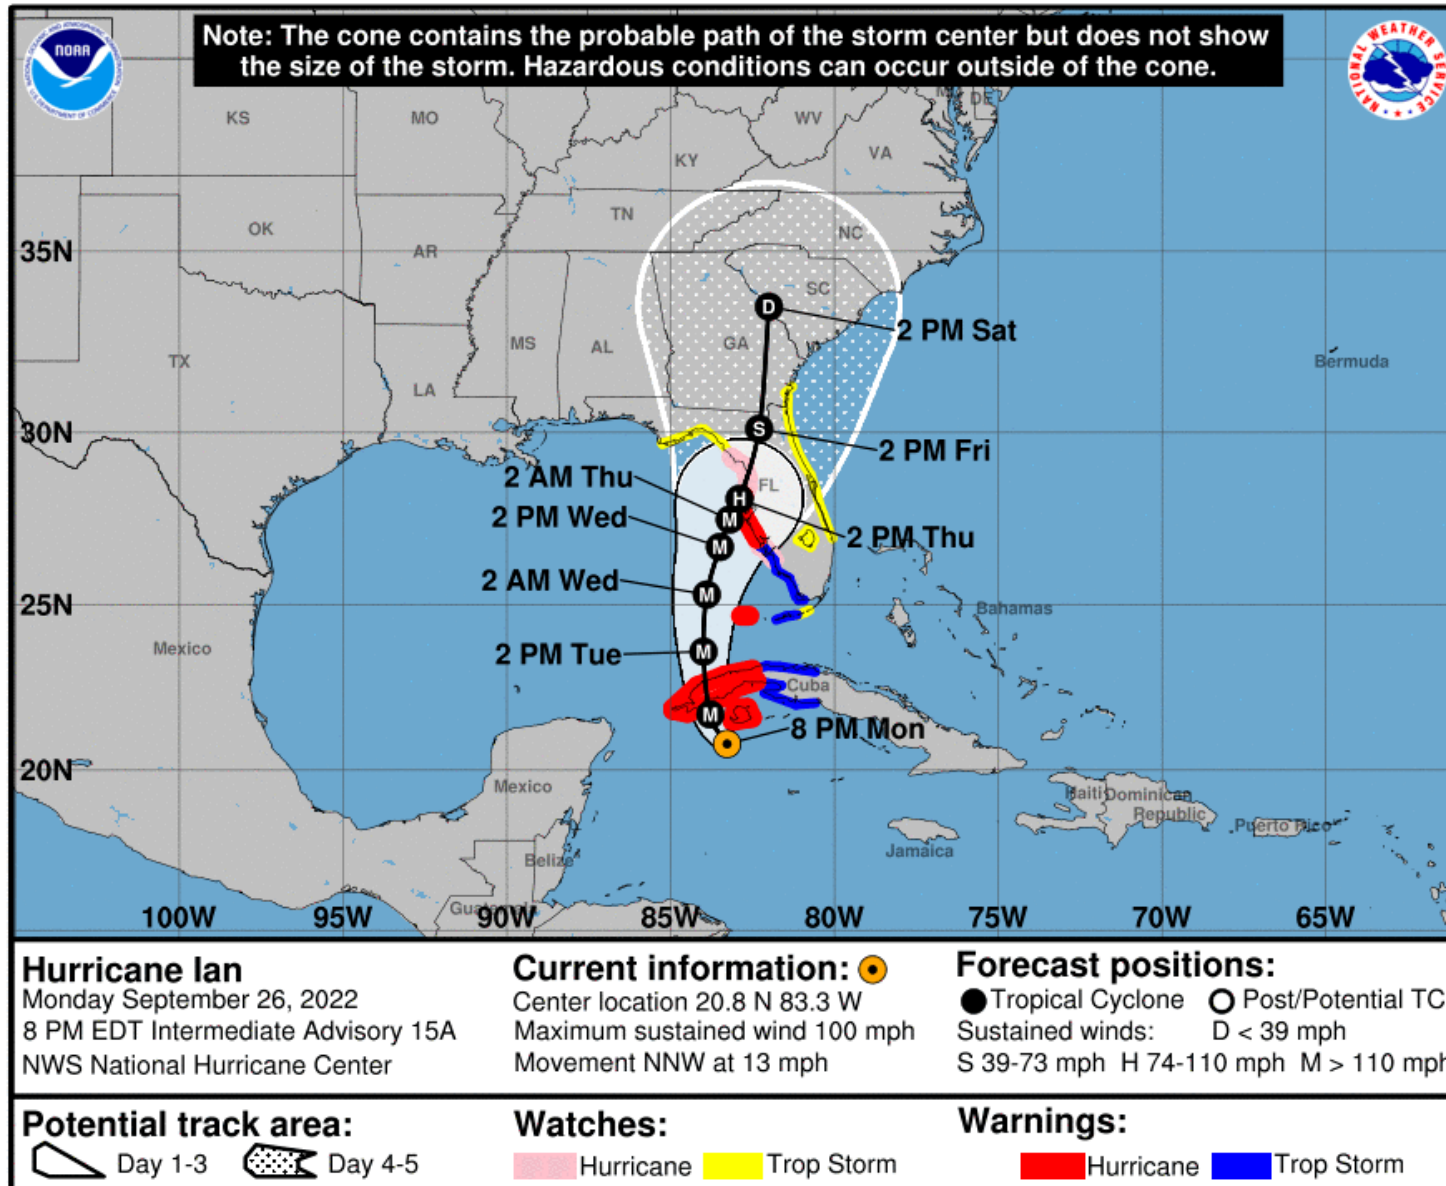 Note: The cone contains the probable path of the storm center but does not show
the size of the storm. Hazardous conditions can occur outside of the cone.
NOAA
NATIONAL WEATHER SERVICE
DE
KS
MO
WV
KY
VA
TN
OK
NC
AR
35N
SC
2 PM Sat
MS
AL
GA
D
TX
Bermuda
LA
30N
S
2 PM Fri
2 AM Thu
FL
H
2 PM Wed
M
2 PM Thu
M
2 AM Wed
M
25N
Bahamas
Mexico
2 PM Tue
M
Cuba
M
8 PM Mon
20N
Mexico
Haiti
Dominican
Republic
Puerto Rico
Jamaica
Belize
Guatemala
100W
95W
90W
85W
80W
75W
70W
65W
Hurricane Ian
Monday September 26, 2022
8 PM EDT Intermediate Advisory 15A
NWS National Hurricane Center
Current information:
Center location 20.8 N 83.3 W
Maximum sustained wind 100 mph
Movement NNW at 13 mph
Forecast positions:
Tropical Cyclone Post/Potential TC
Sustained winds: D < 39 mph
S 39-73 mph H 74-110 mph M > 110 mph
Potential track area:
Day 1-3 Day 4-5
Watches:
Hurricane Trop Storm
Warnings:
Hurricane Trop Storm